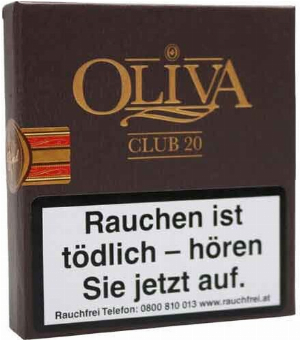 OLIVA
CLUB 20
Rauchen ist
tödlich – hören
Sie jetzt auf.
Rauchfrei Telefon: 0800 810 013 www.rauchfrei.at